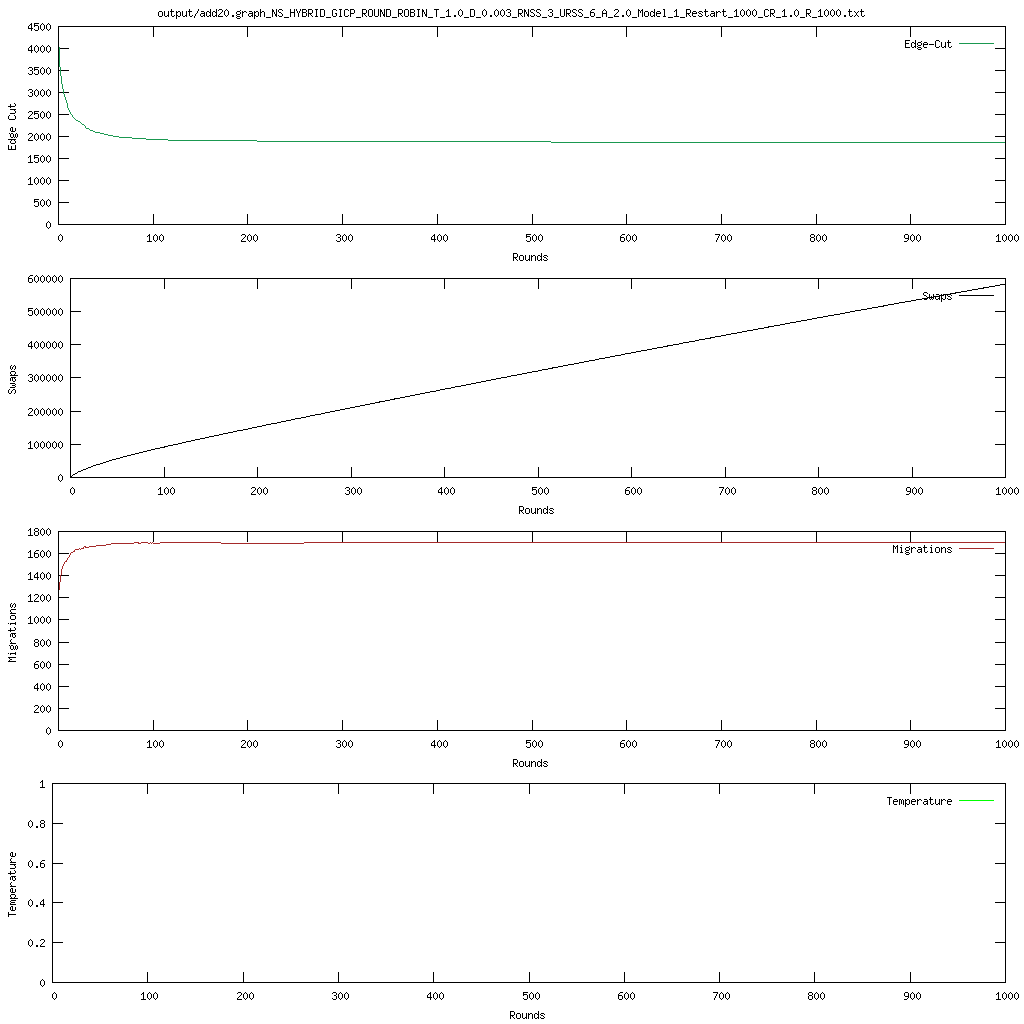 output/add20.graph_NS_HYBRID_GICP_ROUND_ROBIN_T_1.0_D_0.003_RNSS_3_URSS_6_A_2.0_Model_1_Restart_1000_CR_1.0_R_1000.txt
Edge-Cut
Edge Cut
4500
4000
3500
3000
2500
2000
1500
1000
500
0
0 100 200 300 400 500 600 700 800 900 1000
Rounds
Swaps
Swaps
600000
500000
400000
300000
200000
100000
0
0 100 200 300 400 500 600 700 800 900 1000
Rounds
Migrations
Migrations
1800
1600
1400
1200
1000
800
600
400
200
0
0 100 200 300 400 500 600 700 800 900 1000
Rounds
Temperature
Temperature
1
0.8
0.6
0.4
0.2
0
0 100 200 300 400 500 600 700 800 900 1000
Rounds